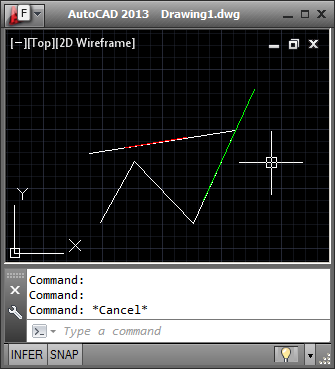 F
AutoCAD 2013 Drawing1.dwg
[−][Top][2D Wireframe]
Y
X
Command:
Command:
Command: *Cancel*
Type a command
INFER SNAP